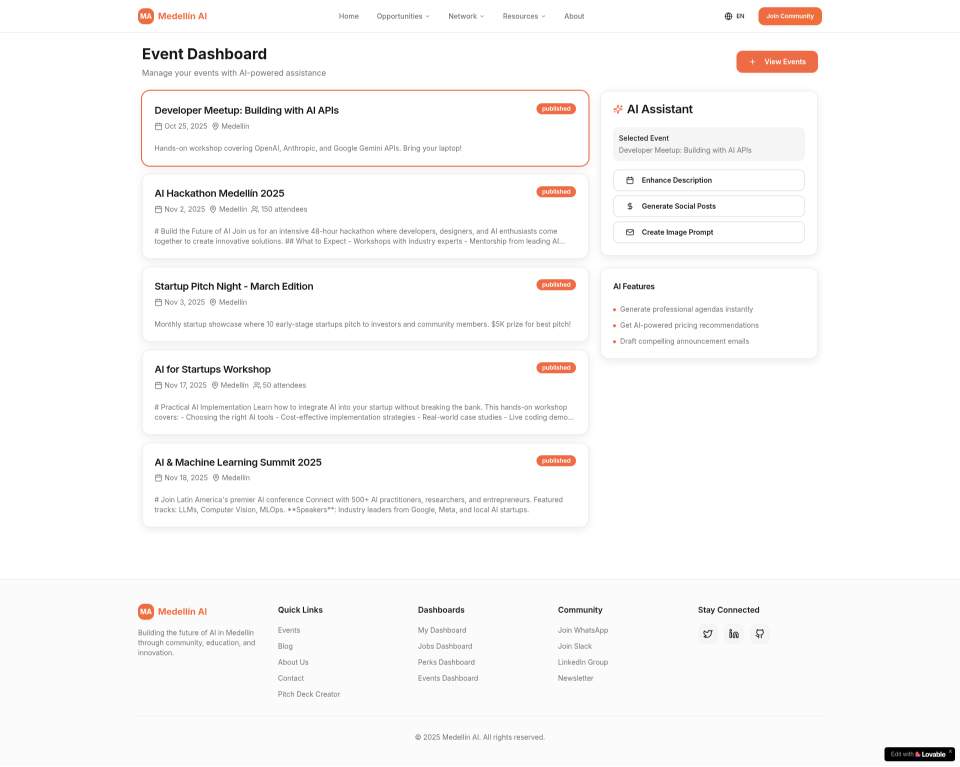 MA Medellín AI
Home Opportunities Network Resources About
EN
Join Community
Event Dashboard
Manage your events with AI-powered assistance
+ View Events
Developer Meetup: Building with AI APIs
published
Oct 25, 2025 Medellín
Hands-on workshop covering OpenAI, Anthropic, and Google Gemini APIs. Bring your laptop!
AI Hackathon Medellín 2025
published
Nov 2, 2025 Medellín 150 attendees
# Build the Future of AI Join us for an intensive 48-hour hackathon where developers, designers, and AI enthusiasts come
together to create innovative solutions. ## What to Expect - Workshops with industry experts - Mentorship from leading AI...
Startup Pitch Night - March Edition
published
Nov 3, 2025 Medellín
Monthly startup showcase where 10 early-stage startups pitch to investors and community members. $5K prize for best pitch!
AI for Startups Workshop
published
Nov 17, 2025 Medellín 50 attendees
# Practical AI Implementation Learn how to integrate AI into your startup without breaking the bank. This hands-on workshop
covers: - Choosing the right AI tools - Cost-effective implementation strategies - Real-world case studies - Live coding demo...
AI & Machine Learning Summit 2025
published
Nov 18, 2025 Medellín
# Join Latin America's premier AI conference Connect with 500+ AI practitioners, researchers, and entrepreneurs. Featured
tracks: LLMs, Computer Vision, MLOps. **Speakers**: Industry leaders from Google, Meta, and local AI startups.
AI Assistant
Selected Event
Developer Meetup: Building with AI APIs
Enhance Description
$ Generate Social Posts
Create Image Prompt
AI Features
• Generate professional agendas instantly
• Get AI-powered pricing recommendations
• Draft compelling announcement emails
MA Medellín AI
Building the future of AI in Medellín
through community, education, and
innovation.
Quick Links
Events
Blog
About Us
Contact
Pitch Deck Creator
Dashboards
My Dashboard
Jobs Dashboard
Perks Dashboard
Events Dashboard
Community
Join WhatsApp
Join Slack
LinkedIn Group
Newsletter
Stay Connected
© 2025 Medellín AI. All rights reserved.
Edit with Lovable ×